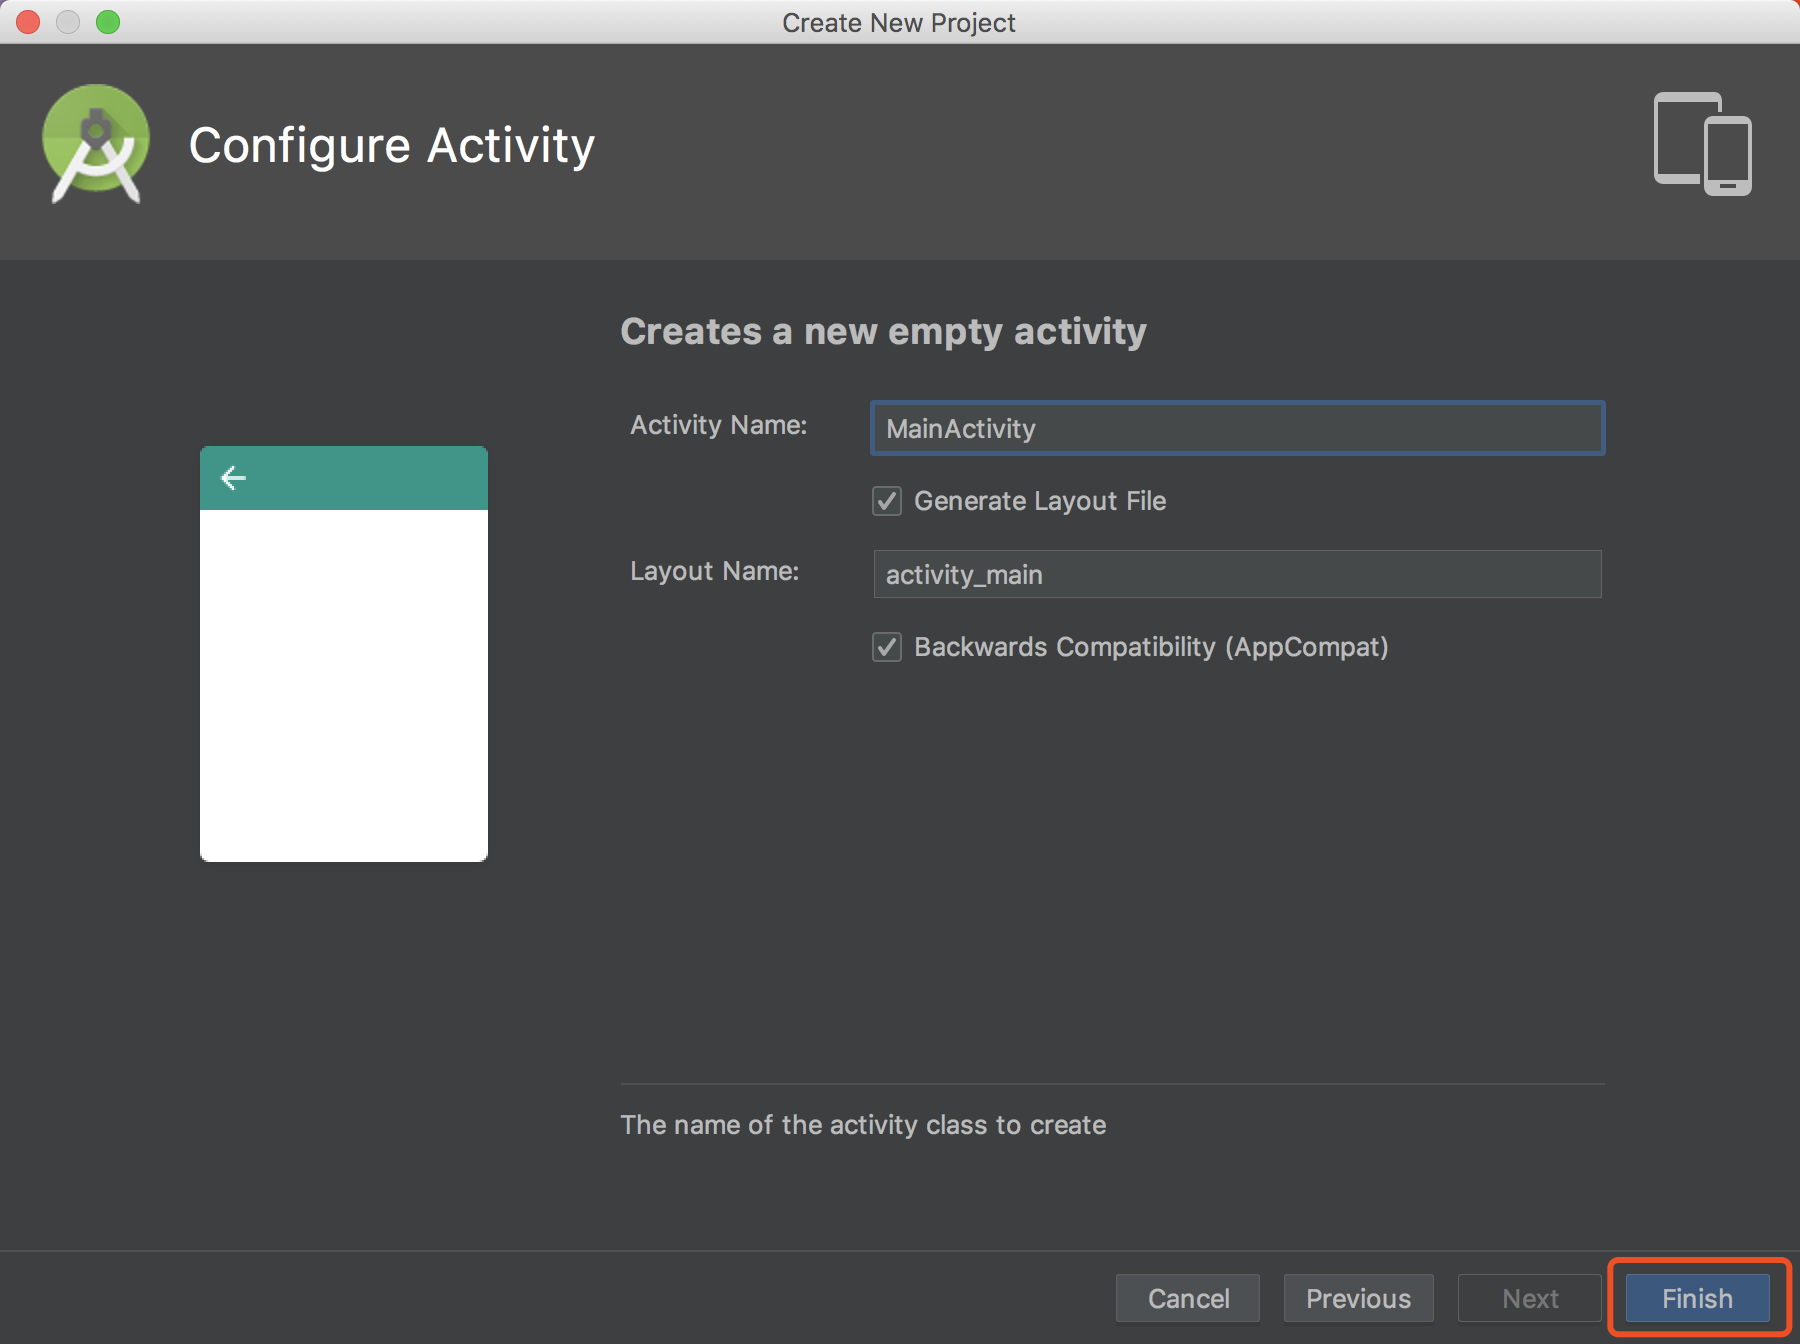 Create New Project
Configure Activity
Creates a new empty activity
Activity Name: MainActivity
Generate Layout File
Layout Name: activity_main
Backwards Compatibility (AppCompat)
The name of the activity class to create
Cancel Previous Next Finish